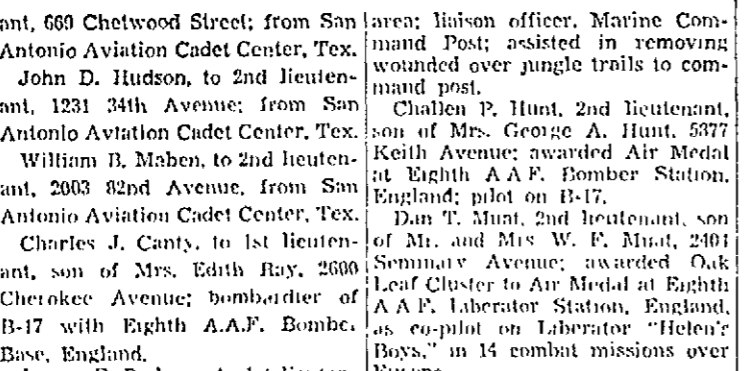 ant, 660 Chetwood Street; from San
Antonio Aviation Cadet Center, Tex.
John D. Hudson, to 2nd lieuten-
ant, 1231 34th Avenue; from San
Antonio Aviation Cadet Center, Tex.
William B. Maben, to 2nd lieuten-
ant, 2003 82nd Avenue, from San
Antonio Aviation Cadet Center, Tex.
Charles J. Canty, to 1st lieuten-
ant, son of Mrs. Edith Ray, 2600
Cherokee Avenue; bombardier of
B-17 with Eighth A.A.F. Bomber
Base, England.
area; liaison officer, Marine Com-
mand Post; assisted in removing
wounded over jungle trails to com-
mand post.
Challen P. Hunt, 2nd lieutenant,
son of Mrs. George A. Hunt, 5377
Keith Avenue; awarded Air Medal
at Eighth A A F. Bomber Station,
England; pilot on B-17.
Dan T. 2nd lieutenant, son
of Mr. and Mrs W. F. 2401
Seminary Avenue; awarded Oak
Leaf Cluster to Air Medal at Eighth
A A F. Liberator Station, England,
as co-pilot on Liberator "Helen's
Boys," in 14 combat missions over